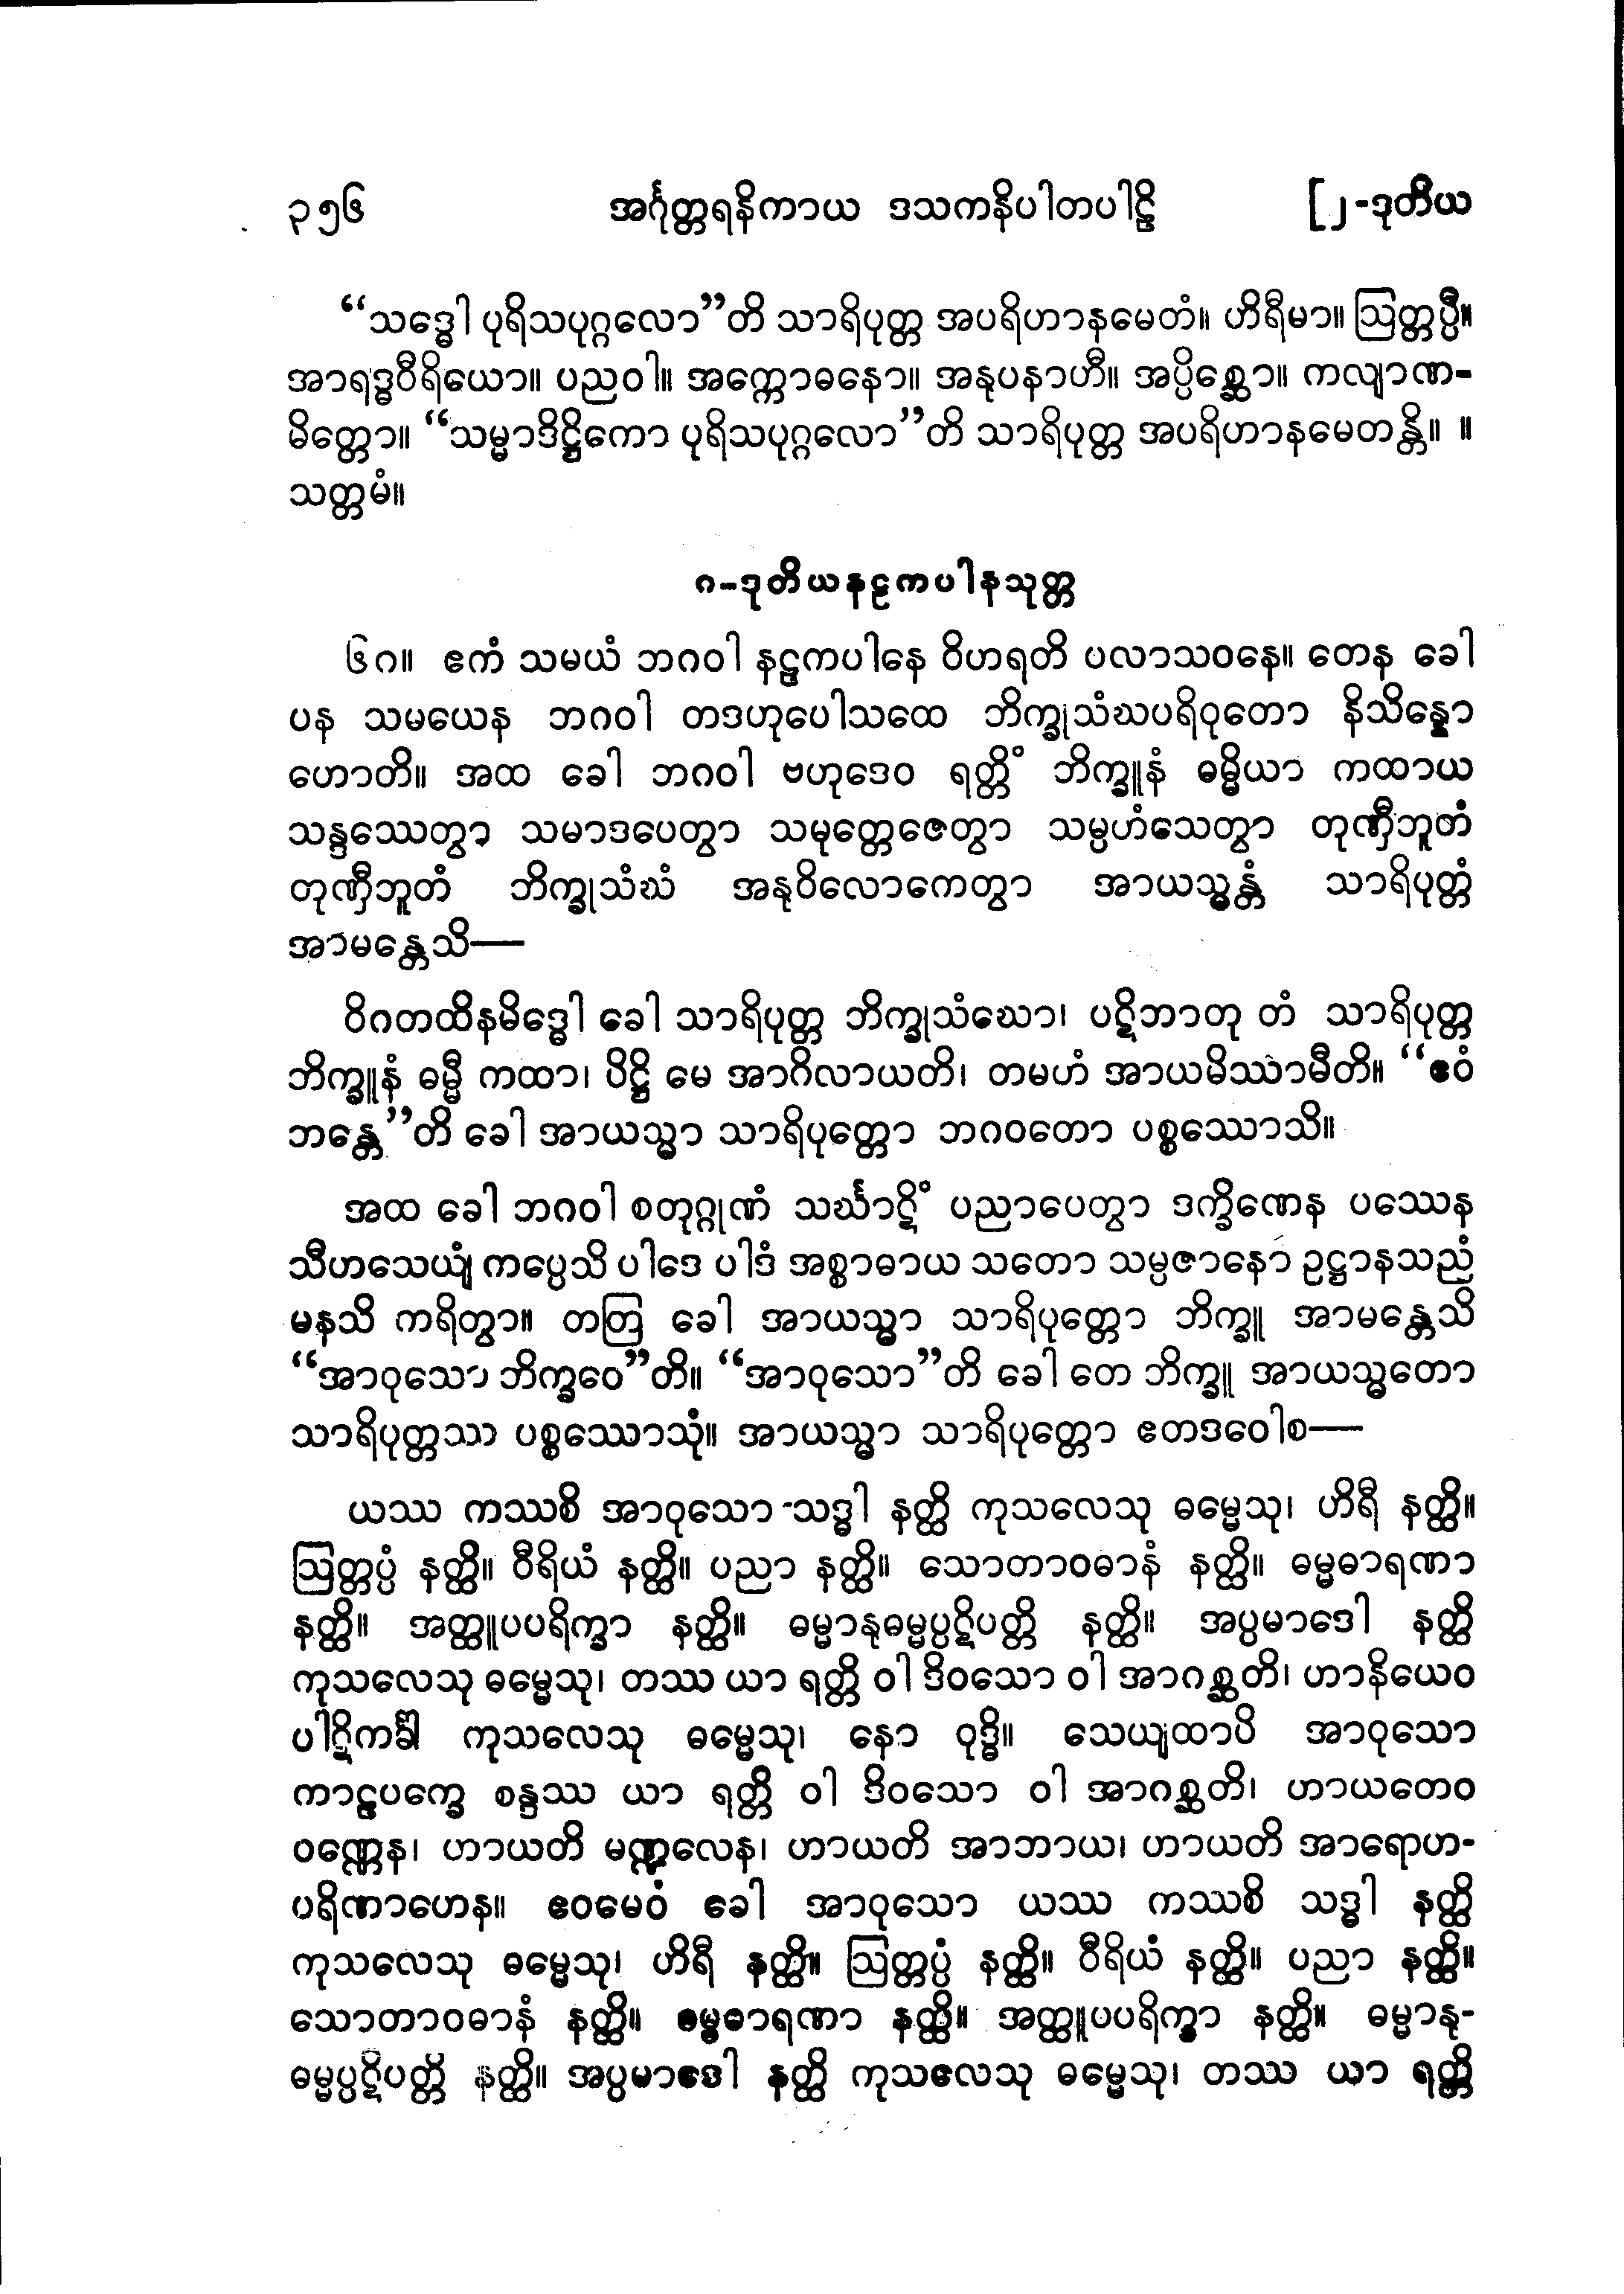 ၃၅၆ အင်္ဂုတ္တရနိကာယ ဒသကနိပါတပါဠိ [၂-ဒုတိယ
“သဒ္ဓေါ ပုရိသပုဂ္ဂလော”တိ သာရိပုတ္တ အပရိဟာနမေတံ။ ဟိရီမာ။ ဩတ္တပ္ပီ။
အာရဒ္ဓဝီရိယော။ ပညဝါ။ အက္ကောဓနော။ အနုပနာဟီ။ အပ္ပိစ္ဆော။ ကလျာဏ-
မိတ္တော။ “သမ္မာဒိဋ္ဌိကော ပုရိသပုဂ္ဂလော”တိ သာရိပုတ္တ အပရိဟာနမေတန္တိ။ ။
သတ္တမံ။
၈-ဒုတိယနဠကပါနသုတ္တ
၆၈။ ဧကံ သမယံ ဘဂဝါ နဠကပါနေ ဝိဟရတိ ပလာသဝနေ။ တေန ခေါ
ပန သမယေန ဘဂဝါ တဒဟုပေါသထေ ဘိက္ခုသံဃပရိဝုတော နိသိန္နော
ဟောတိ။ အထ ခေါ ဘဂဝါ ဗဟုဒေဝ ရတ္တိံ ဘိက္ခူနံ ဓမ္မိယာ ကထာယ
သန္ဒဿေတွာ သမာဒပေတွာ သမုတ္တေဇေတွာ သမ္ပဟံသေတွာ တုဏှီဘူတံ
တုဏှီဘူတံ ဘိက္ခုသံဃံ အနုဝိလောကေတွာ အာယသ္မန္တံ သာရိပုတ္တံ
အာမန္တေသိ—
ဝိဂတထိနမိဒ္ဓေါ ခေါ သာရိပုတ္တ ဘိက္ခုသံဃော၊ ပဋိဘာတု တံ သာရိပုတ္တ
ဘိက္ခူနံ ဓမ္မီ ကထာ၊ ပိဋ္ဌိ မေ အာဂိလာယတိ၊ တမဟံ အာယမိဿာမီတိ။ “ဧဝံ
ဘန္တေ”တိ ခေါ အာယသ္မာ သာရိပုတ္တော ဘဂဝတော ပစ္စဿောသိ။
အထ ခေါ ဘဂဝါ စတုဂ္ဂုဏံ သင်္ဃာဋိံ ပညာပေတွာ ဒက္ခိဏေန ပဿေန
သီဟသေယျံ ကပ္ပေသိ ပါဒေ ပါဒံ အစ္စာဓာယ သတော သမ္ပဇာနော ဥဋ္ဌာနသညံ
မနသိ ကရိတွာ။ တတြ ခေါ အာယသ္မာ သာရိပုတ္တော ဘိက္ခူ အာမန္တေသိ
“အာဝုသော ဘိက္ခဝေ”တိ။ “အာဝုသော”တိ ခေါ တေ ဘိက္ခူ အာယသ္မတော
သာရိပုတ္တဿ ပစ္စဿောသုံ။ အာယသ္မာ သာရိပုတ္တော ဧတဒဝေါစ—
ယဿ ကဿစိ အာဝုသော သဒ္ဓါ နတ္ထိ ကုသလေသု ဓမ္မေသု၊ ဟိရီ နတ္ထိ။
ဩတ္တပ္ပံ နတ္ထိ။ ဝီရိယံ နတ္ထိ။ ပညာ နတ္ထိ။ သောတာဝဓာနံ နတ္ထိ။ ဓမ္မဓာရဏာ
နတ္ထိ။ အတ္ထူပပရိက္ခာ နတ္ထိ။ ဓမ္မာနုဓမ္မပ္ပဋိပတ္တိ နတ္ထိ။ အပ္ပမာဒေါ နတ္ထိ
ကုသလေသု ဓမ္မေသု၊ တဿ ယာ ရတ္တိ ဝါ ဒိဝသော ဝါ အာဂစ္ဆတိ၊ ဟာနိယေဝ
ပါဋိကင်္ခါ ကုသလေသု ဓမ္မေသု၊ နော ဝုဒ္ဓိ။ သေယျထာပိ အာဝုသော
ကာဠပက္ခေ စန္ဒဿ ယာ ရတ္တိ ဝါ ဒိဝသော ဝါ အာဂစ္ဆတိ၊ ဟာယတေဝ
ဝဏ္ဏေန၊ ဟာယတိ မဏ္ဍလေန၊ ဟာယတိ အာဘာယ၊ ဟာယတိ အာရောဟ-
ပရိဏာဟေန။ ဧဝမေဝံ ခေါ အာဝုသော ယဿ ကဿစိ သဒ္ဓါ နတ္ထိ
ကုသလေသု ဓမ္မေသု၊ ဟိရီ နတ္ထိ။ ဩတ္တပ္ပံ နတ္ထိ။ ဝီရိယံ နတ္ထိ။ ပညာ နတ္ထိ။
သောတာဝဓာနံ နတ္ထိ။ ဓမ္မဓာရဏာ နတ္ထိ။ အတ္ထူပပရိက္ခာ နတ္ထိ။ ဓမ္မာနု-
ဓမ္မပ္ပဋိပတ္တိ နတ္ထိ။ အပ္ပမာဒေါ နတ္ထိ ကုသလေသု ဓမ္မေသု၊ တဿ ယာ ရတ္တိ